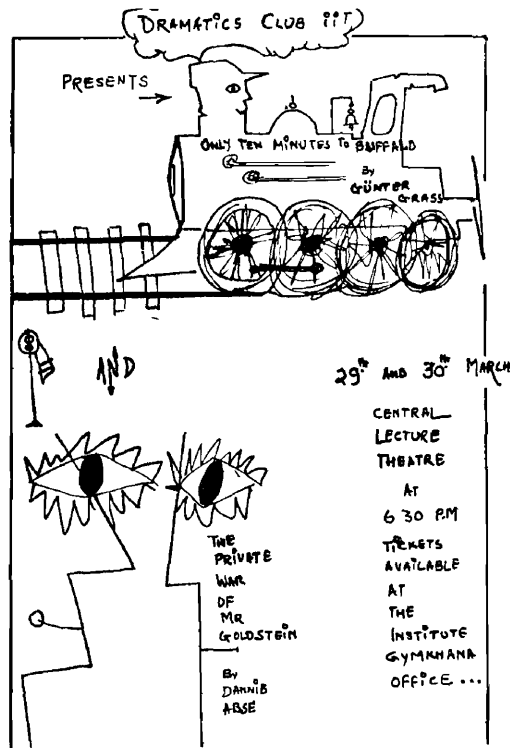 DRAMATICS CLUB IIT
PRESENTS
ONLY TEN MINUTES TO BUFFALO
By
GÜNTER
GRASS
AND
29TH AND 30TH MARCH
CENTRAL
LECTURE
THEATRE
AT
6 30 P.M
TICKETS
AVAILABLE
AT
THE
INSTITUTE
GYMKHANA
OFFICE ...
THE
PRIVATE
WAR
OF
MR
GOLDSTEIN
By
DANNIE
ABSE